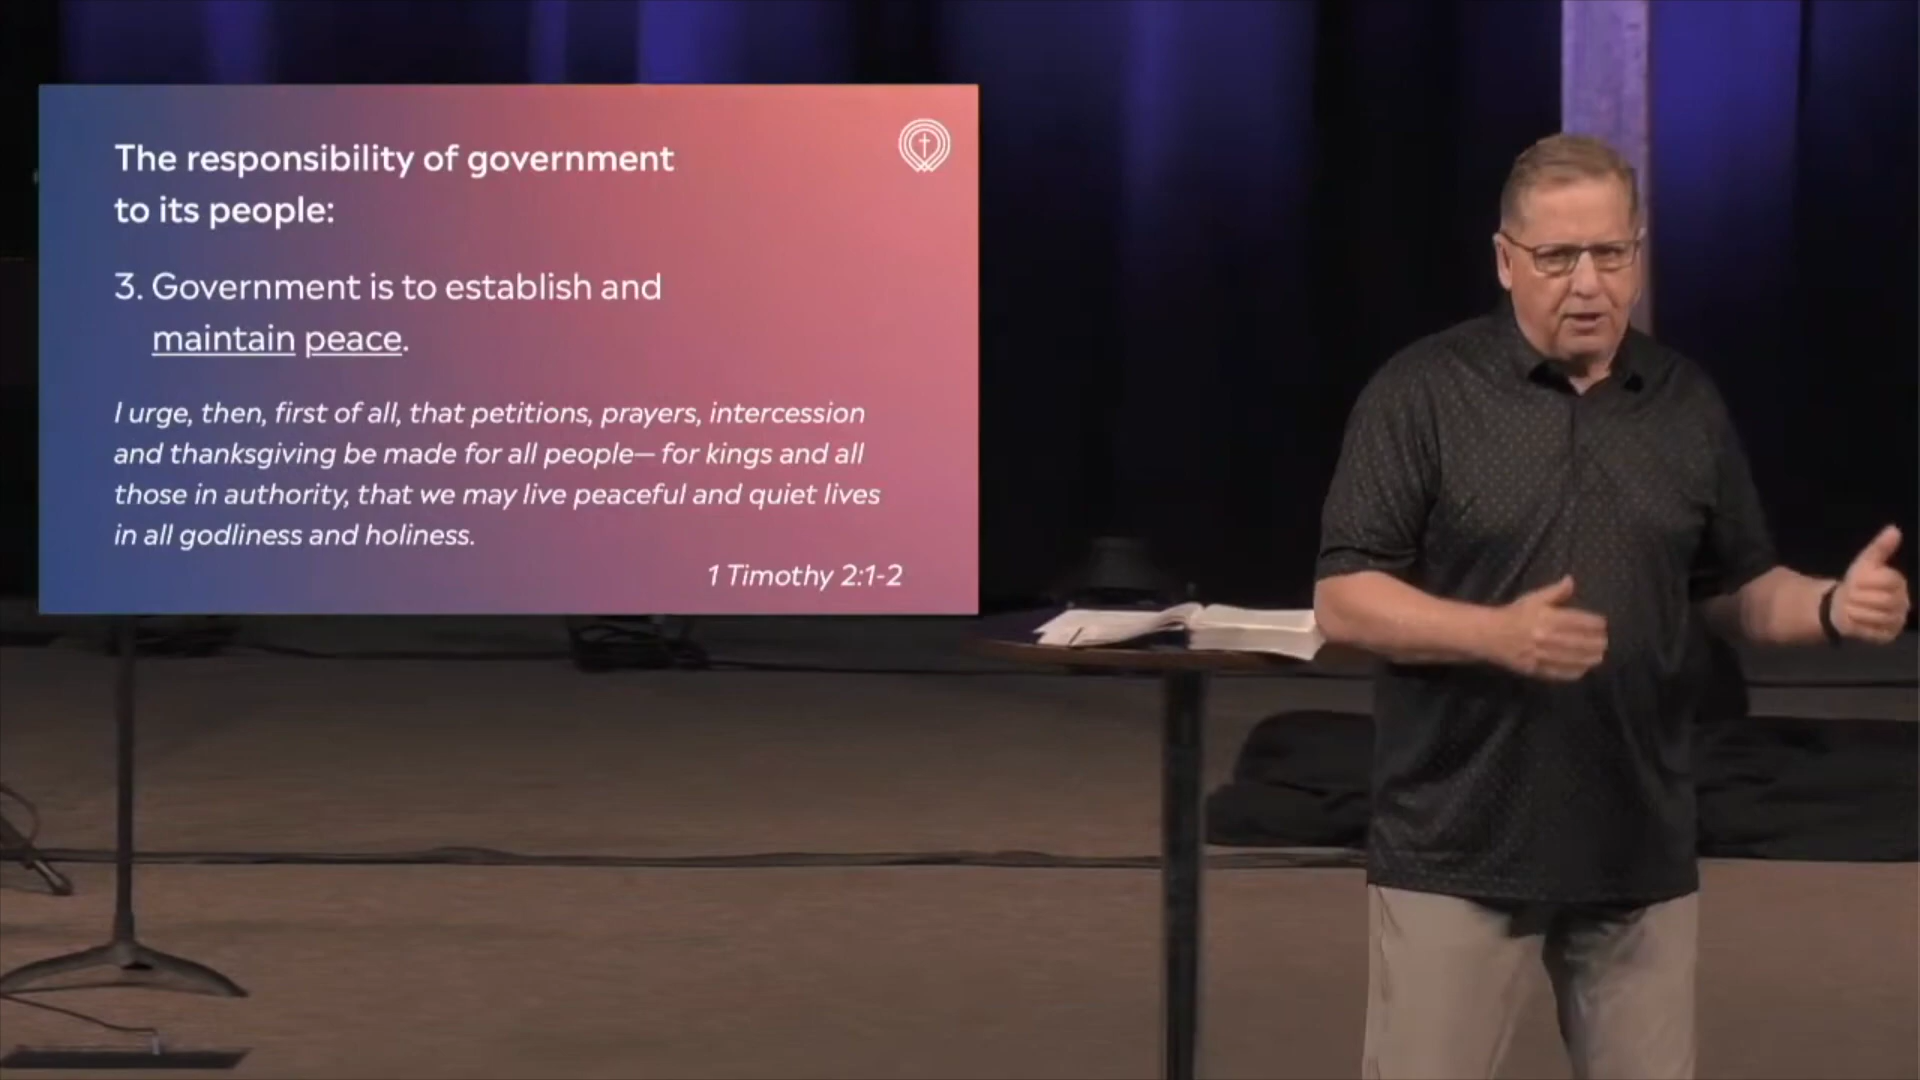 The responsibility of government
to its people:
3. Government is to establish and
maintain peace.
I urge, then, first of all, that petitions, prayers, intercession
and thanksgiving be made for all people— for kings and all
those in authority, that we may live peaceful and quiet lives
in all godliness and holiness.
1 Timothy 2:1-2